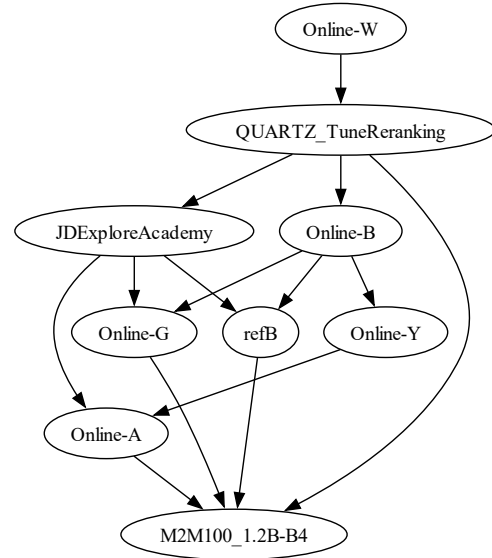 Online-W
QUARTZ_TuneReranking
JDExploreAcademy
Online-B
Online-G
refB
Online-Y
Online-A
M2M100_1.2B-B4